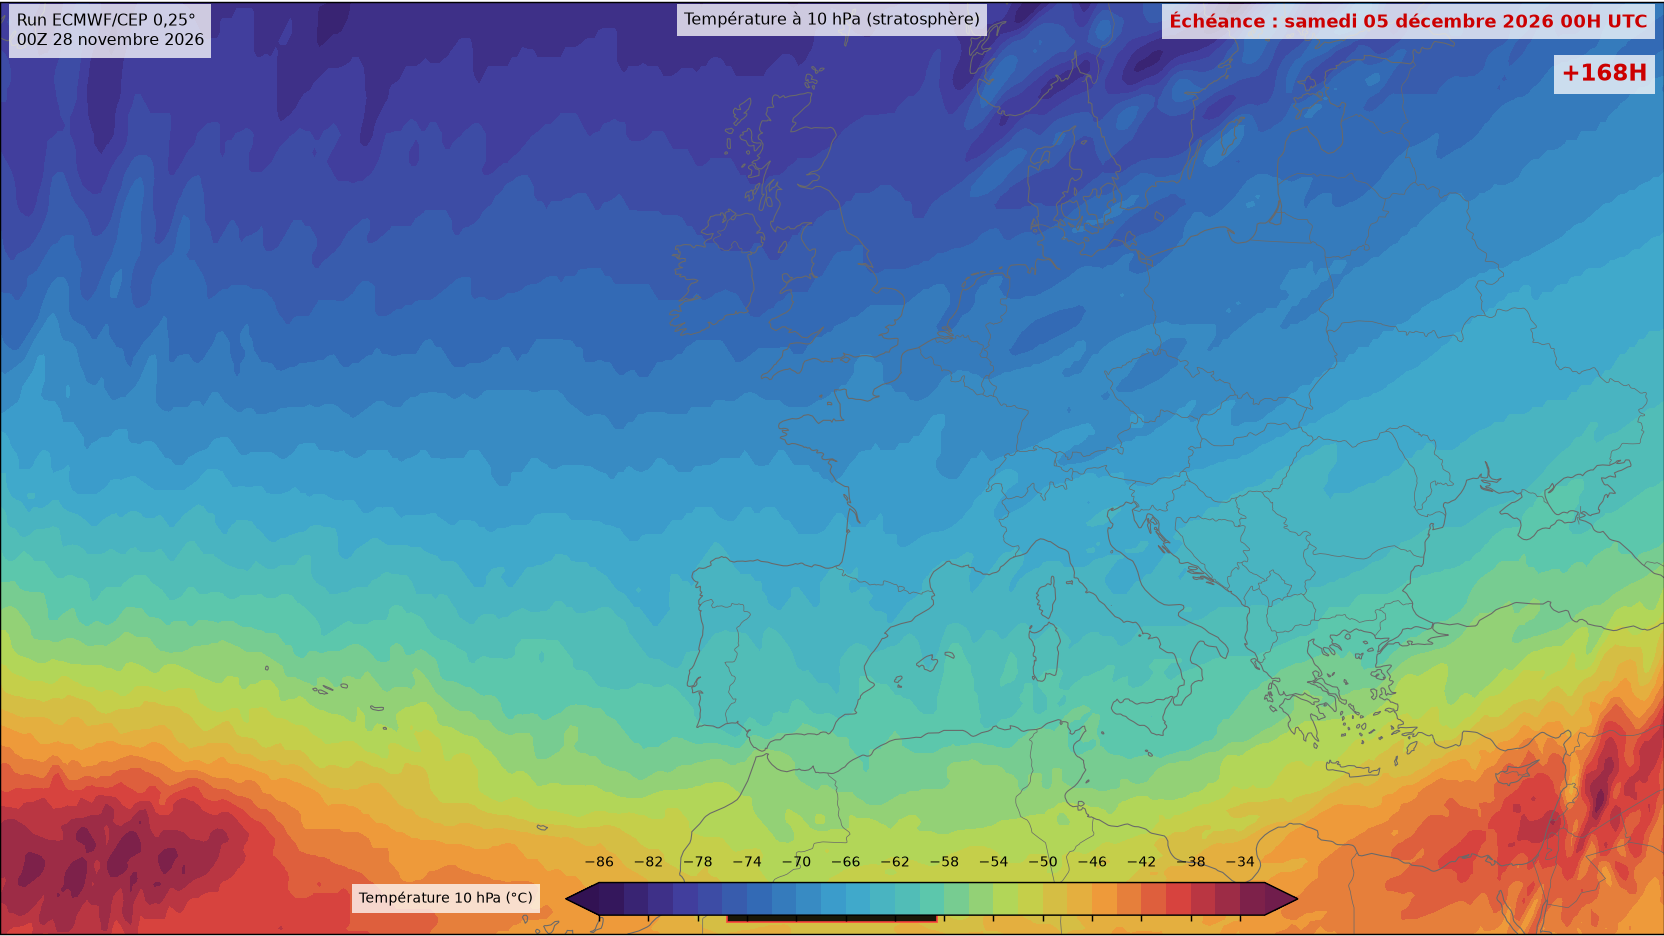 Run ECMWF/CEP 0,25°
00Z 28 novembre 2026
Température à 10 hPa (stratosphère)
Échéance : samedi 05 décembre 2026 00H UTC
+168H
−86 −82 −78 −74 −70 −66 −62 −58 −54 −50 −46 −42 −38 −34
Température 10 hPa (°C)